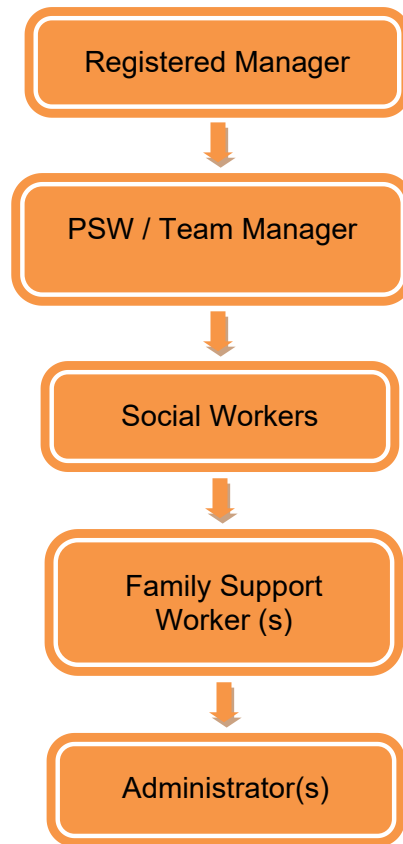 Registered Manager
PSW / Team Manager
Social Workers
Family Support
Worker (s)
Administrator(s)